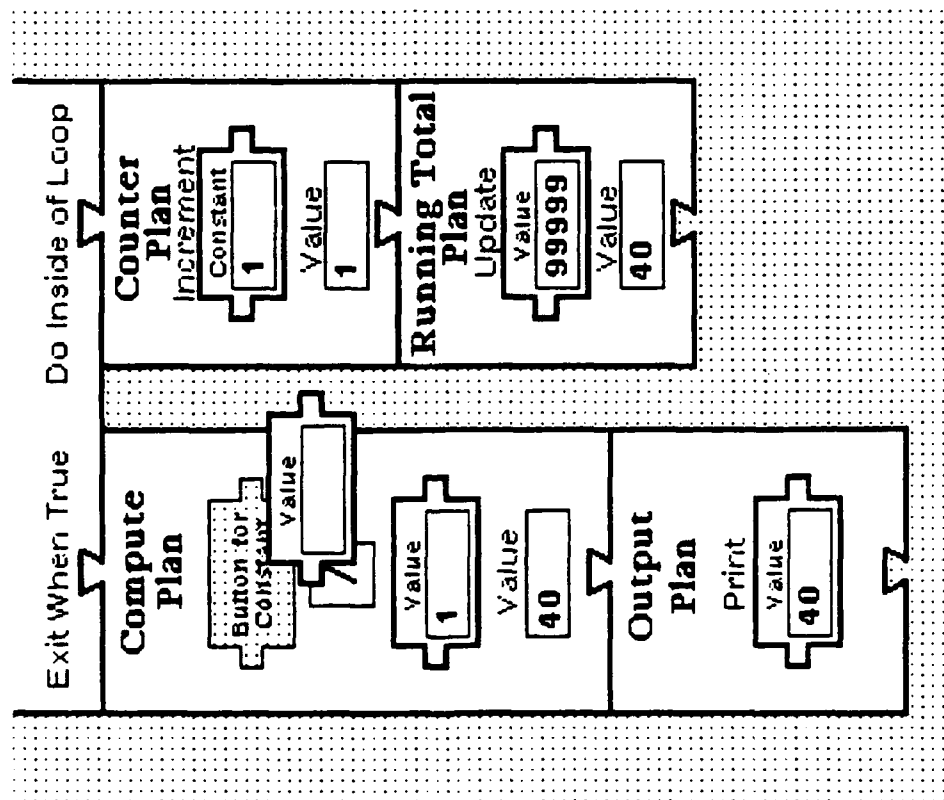 Exit When True
Do Inside of Loop
Compute
Plan
Button for
Constant
Value
/
Value
1
Value
40
Output
Plan
Print
Value
40
Counter
Plan
Increment
Constant
1
Value
1
Running Total
Plan
Update
Value
99999
Value
40